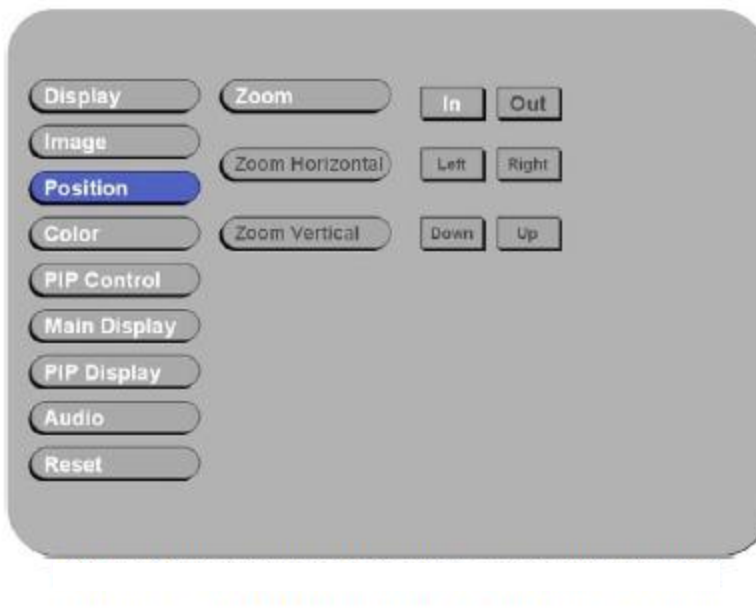 Display Zoom In Out
Image
Zoom Horizontal Left Right
Position
Color Zoom Vertical Down Up
PIP Control
Main Display
PIP Display
Audio
Reset